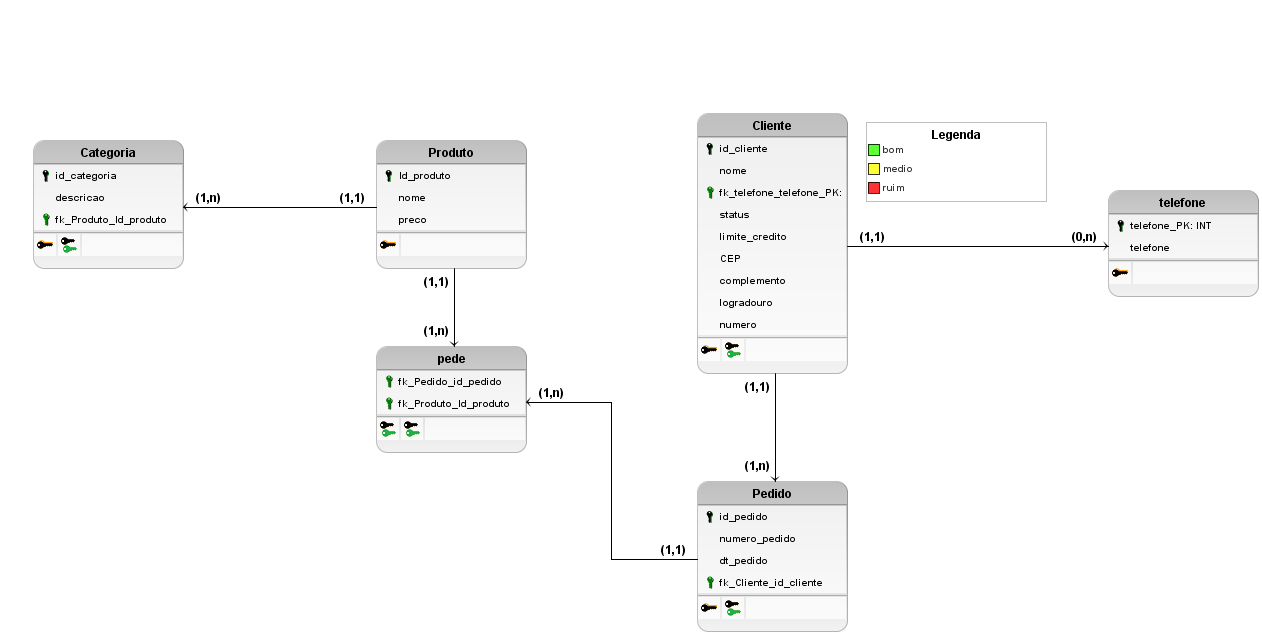 Categoria
id_categoria
descricao
fk_Produto_Id_produto
(1,n)
(1,1)
Produto
Id_produto
nome
preco
(1,1)
(1,n)
pede
fk_Pedido_id_pedido
fk_Produto_Id_produto
(1,n)
Cliente
id_cliente
nome
fk_telefone_telefone_PK:
status
limite_credito
CEP
complemento
logradouro
numero
Legenda
bom
medio
ruim
(1,1)
(0,n)
telefone
telefone_PK: INT
telefone
(1,1)
(1,n)
Pedido
id_pedido
numero_pedido
dt_pedido
fk_Cliente_id_cliente
(1,1)